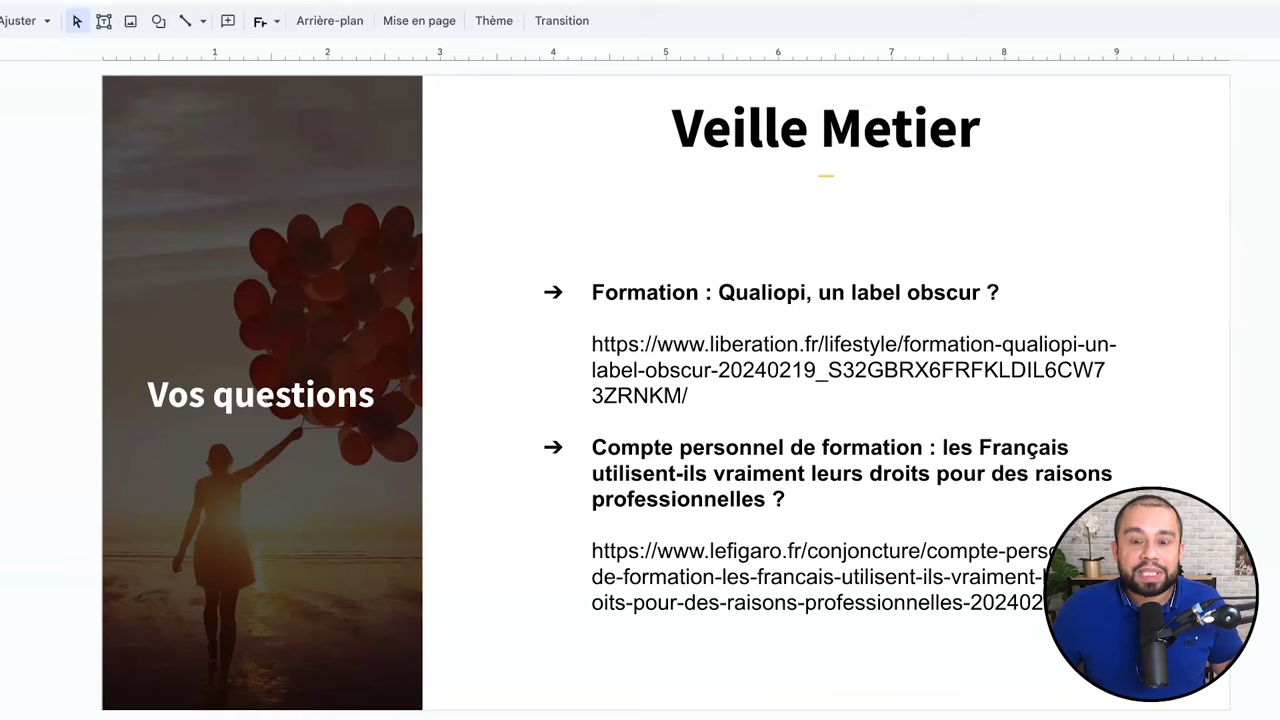 Ajuster
Arrière-plan
Mise en page
Thème
Transition
1 2 3 4 5 6 7 8 9
Veille Metier
Vos questions
➔ Formation : Qualiopi, un label obscur ?
https://www.liberation.fr/lifestyle/formation-qualiopi-un-
label-obscur-20240219_S32GBRX6FRFKLDIL6CW7
3ZRNKM/
➔ Compte personnel de formation : les Français
utilisent-ils vraiment leurs droits pour des raisons
professionnelles ?
https://www.lefigaro.fr/conjoncture/compte-perso
de-formation-les-francais-utilisent-ils-vraiment-
oits-pour-des-raisons-professionnelles-202402